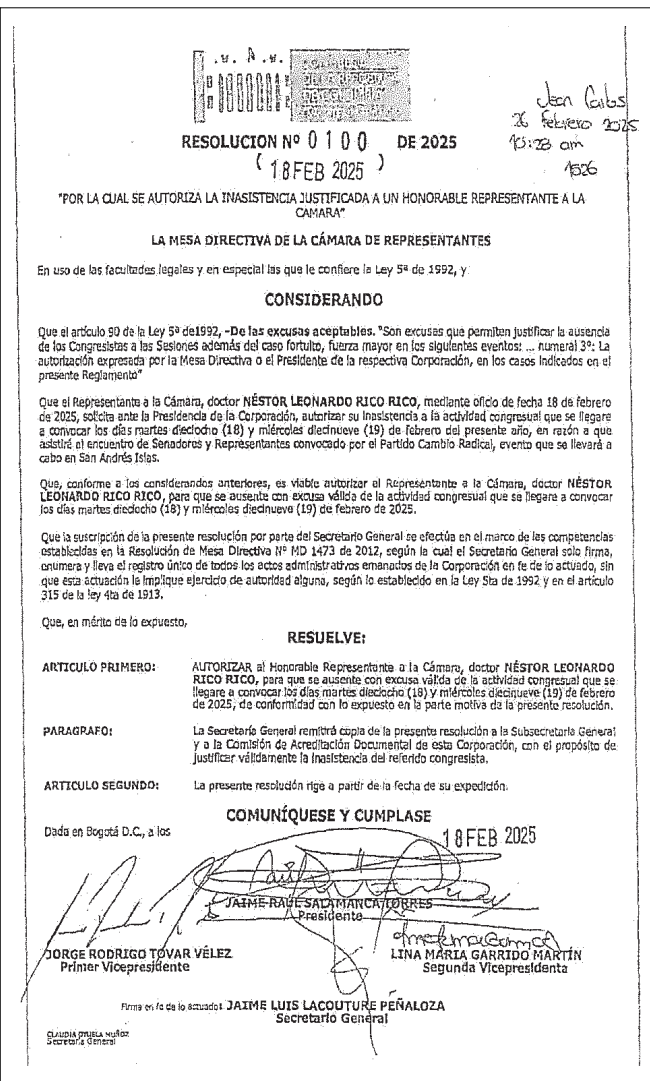 CONGRESO
DE LA REPÚBLICA
DE COLOMBIA
Jean Carlos
26 febrero 2025
10:28 am
1526
RESOLUCION Nº 0100 DE 2025
( 18 FEB 2025 )
"POR LA CUAL SE AUTORIZA LA INASISTENCIA JUSTIFICADA A UN HONORABLE REPRESENTANTE A LA
CAMARA"
LA MESA DIRECTIVA DE LA CÁMARA DE REPRESENTANTES
En uso de las facultades legales y en especial las que le confiere la Ley 5ª de 1992, y
CONSIDERANDO
Que el artículo 90 de la Ley 5ª de1992, -De las excusas aceptables. "Son excusas que permiten justificar la ausencia
de los Congresistas a las Sesiones además del caso fortuito, fuerza mayor en los siguientes eventos: ... numeral 3º: La
autorización expresada por la Mesa Directiva o el Presidente de la respectiva Corporación, en los casos indicados en el
presente Reglamento"
Que el Representante a la Cámara, doctor NÉSTOR LEONARDO RICO RICO, mediante oficio de fecha 18 de febrero
de 2025, solicita ante la Presidencia de la Corporación, autorizar su inasistencia a la actividad congresual que se llegare
a convocar los días martes dieciocho (18) y miércoles diecinueve (19) de febrero del presente año, en razón a que
asistirá el encuentro de Senadores y Representantes convocado por el Partido Cambio Radical, evento que se llevará a
cabo en San Andrés Islas.
Que, conforme a los considerandos anteriores, es viable autorizar al Representante a la Cámara, doctor NÉSTOR
LEONARDO RICO RICO, para que se ausente con excusa válida de la actividad congresual que se llegare a convocar
los días martes dieciocho (18) y miércoles diecinueve (19) de febrero de 2025.
Que la suscripción de la presente resolución por parte del Secretario General se efectúa en el marco de las competencias
establecidas en la Resolución de Mesa Directiva Nº MD 1473 de 2012, según la cual el Secretario General solo firma,
enumera y lleva el registro único de todos los actos administrativos emanados de la Corporación en fe de lo actuado, sin
que esta actuación le implique ejercicio de autoridad alguna, según lo establecido en la Ley 5ta de 1992 y en el artículo
315 de la ley 4ta de 1913.
Que, en mérito de lo expuesto,
RESUELVE:
ARTICULO PRIMERO: AUTORIZAR al Honorable Representante a la Cámara, doctor NÉSTOR LEONARDO
RICO RICO, para que se ausente con excusa válida de la actividad congresual que se
llegare a convocar los días martes dieciocho (18) y miércoles diecinueve (19) de febrero
de 2025, de conformidad con lo expuesto en la parte motiva de la presente resolución.
PARAGRAFO: La Secretaría General remitirá copia de la presente resolución a la Subsecretaria General
y a la Comisión de Acreditación Documental de esta Corporación, con el propósito de
justificar válidamente la inasistencia del referido congresista.
ARTICULO SEGUNDO: La presente resolución rige a partir de la fecha de su expedición.
COMUNÍQUESE Y CUMPLASE
Dada en Bogotá D.C., a los 18 FEB 2025
JAIME RAÚL SALAMANCA TORRES
Presidente
JORGE RODRIGO TOVAR VÉLEZ
Primer Vicepresidente
LINA MARIA GARRIDO MARTÍN
Segunda Vicepresidenta
Firma en fe de lo actuado: JAIME LUIS LACOUTURE PEÑALOZA
Secretario General
Secretaría General